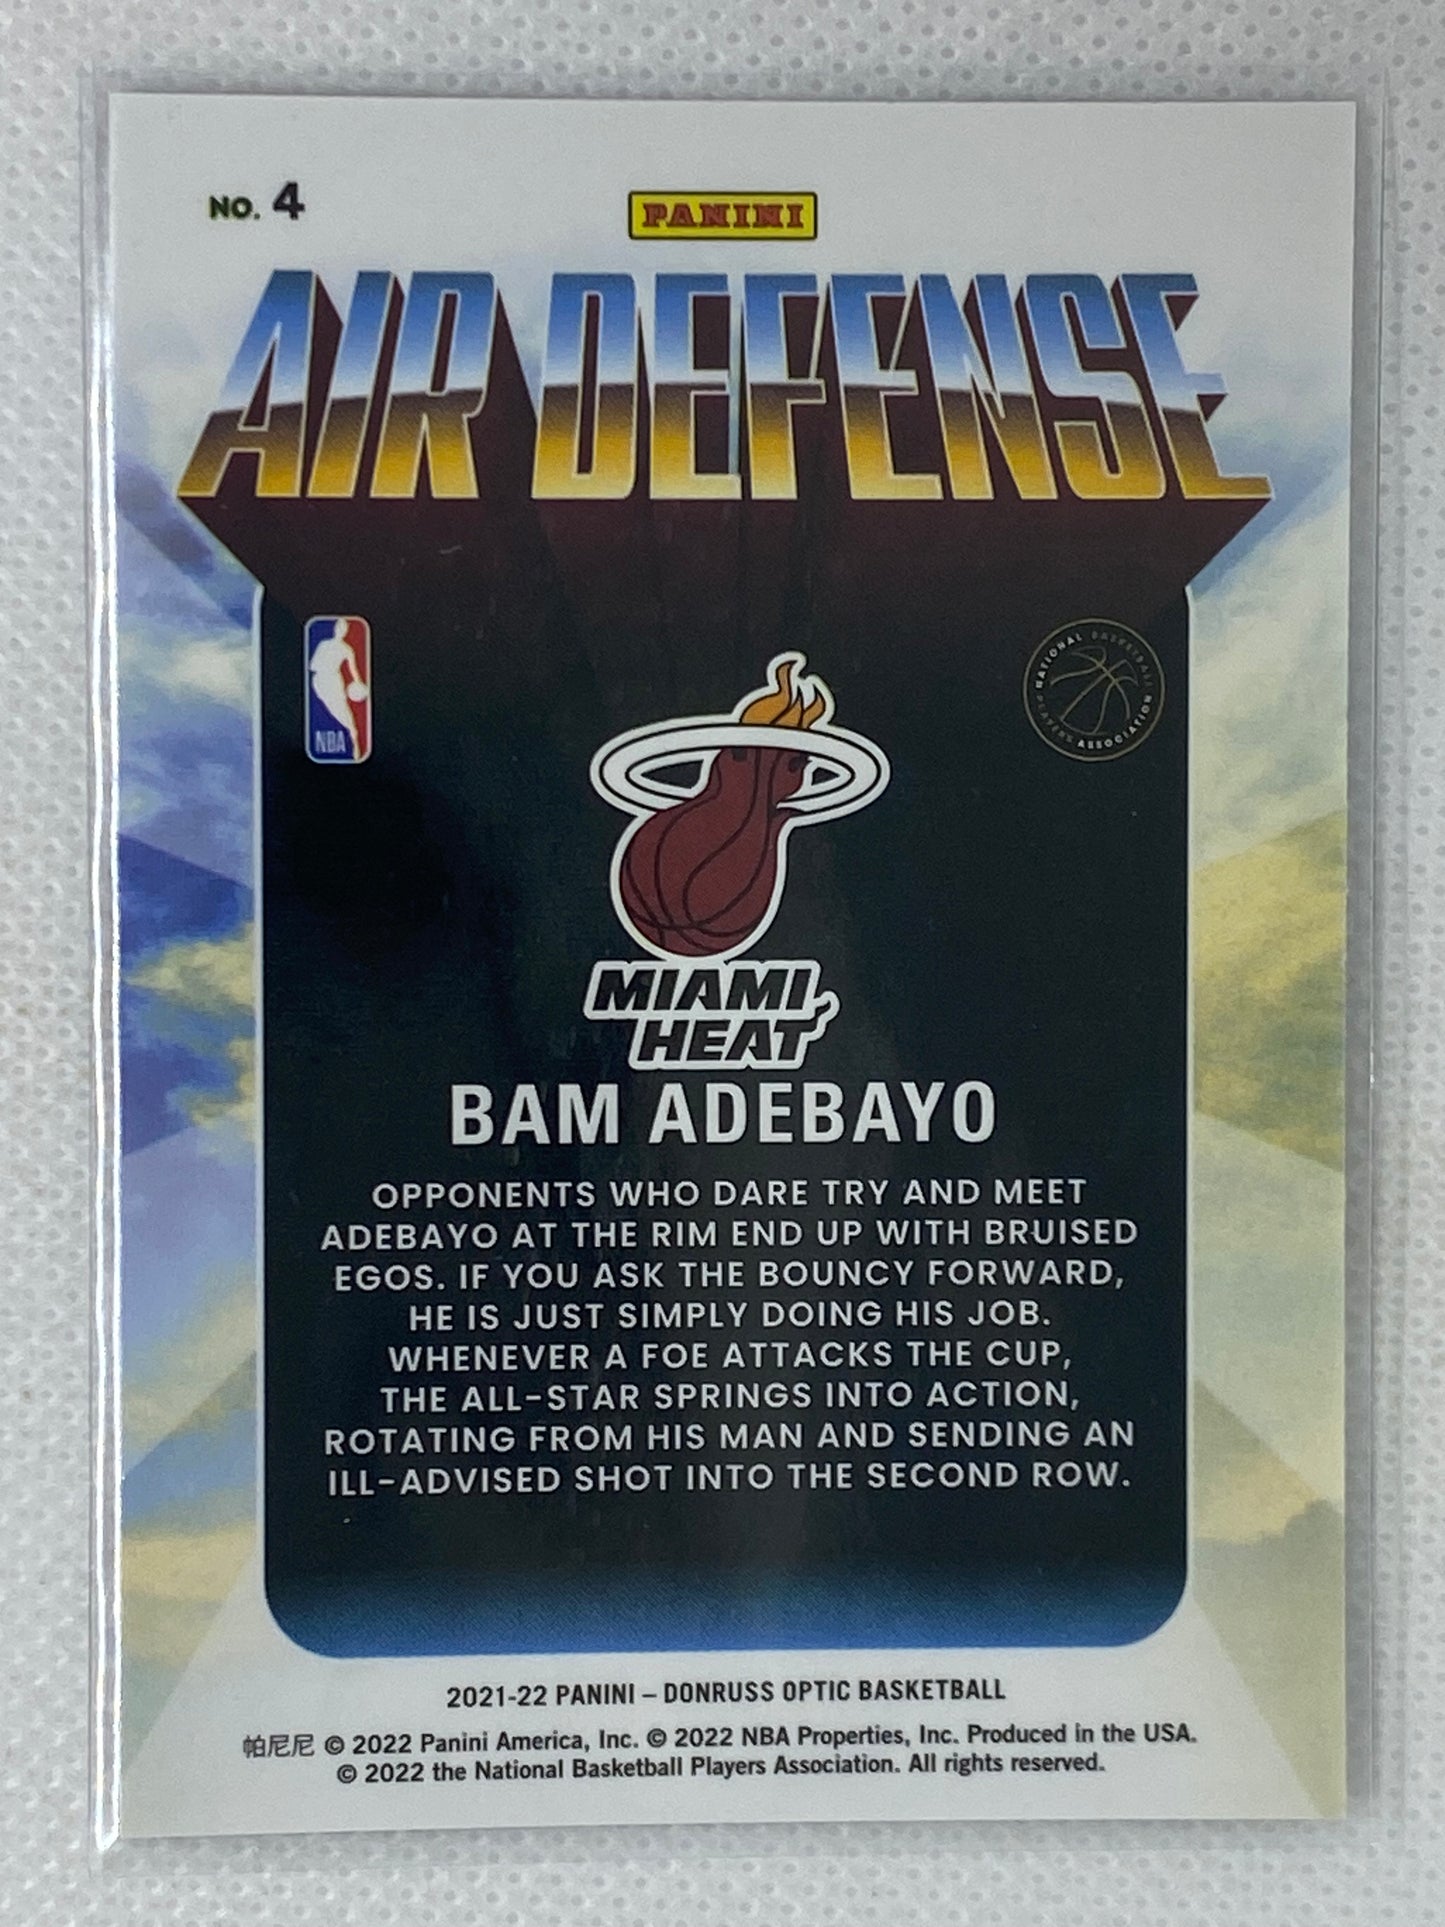 NO. 4
PANINI
AIR DEFENSE
NBA
NATIONAL BASKETBALL PLAYERS ASSOCIATION
MIAMI
HEAT
BAM ADEBAYO
OPPONENTS WHO DARE TRY AND MEET
ADEBAYO AT THE RIM END UP WITH BRUISED
EGOS. IF YOU ASK THE BOUNCY FORWARD,
HE IS JUST SIMPLY DOING HIS JOB.
WHENEVER A FOE ATTACKS THE CUP,
THE ALL-STAR SPRINGS INTO ACTION,
ROTATING FROM HIS MAN AND SENDING AN
ILL-ADVISED SHOT INTO THE SECOND ROW.
2021-22 PANINI – DONRUSS OPTIC BASKETBALL
帕尼尼 © 2022 Panini America, Inc. © 2022 NBA Properties, Inc. Produced in the USA.
© 2022 the National Basketball Players Association. All rights reserved.